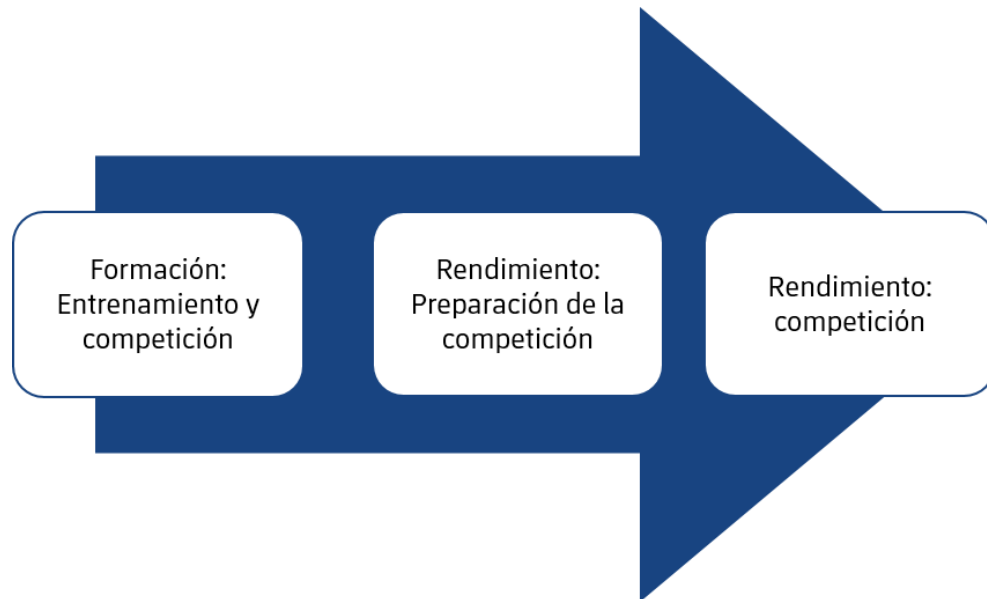 Formación:
Entrenamiento y
competición
Rendimiento:
Preparación de la
competición
Rendimiento:
competición